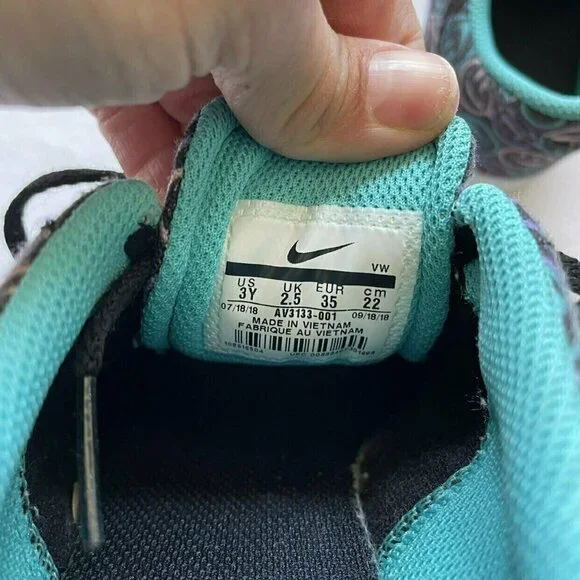 VW
US UK EUR cm
3Y 2.5 35 22
07/18/18 AV3133-001 09/18/18
MADE IN VIETNAM
FABRIQUE AU VIETNAM
UPC